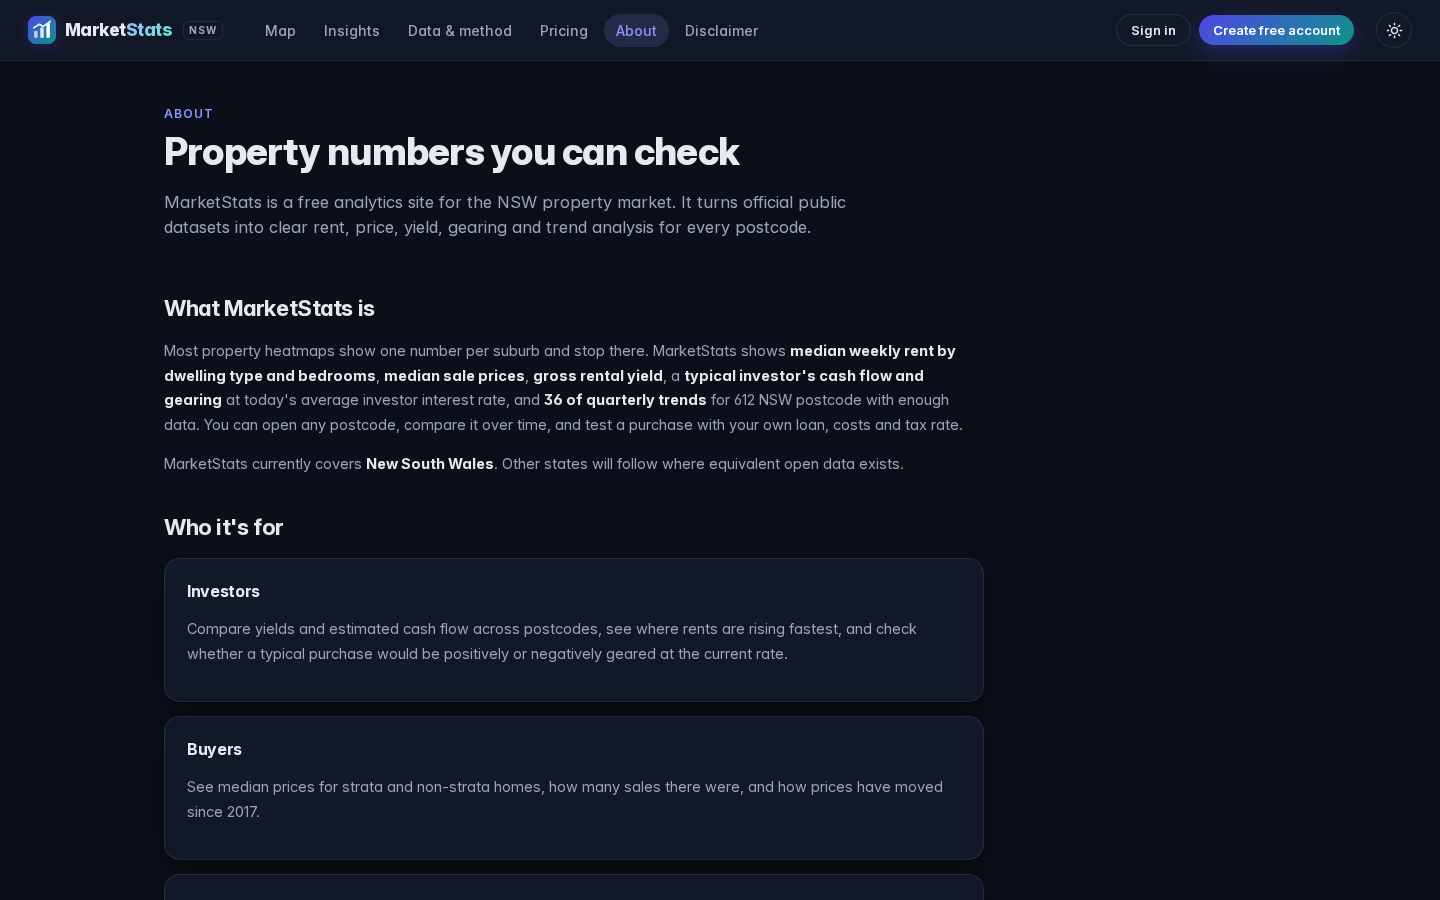 MarketStats NSW Map Insights Data & method Pricing About Disclaimer Sign in Create free account
ABOUT
Property numbers you can check
MarketStats is a free analytics site for the NSW property market. It turns official public
datasets into clear rent, price, yield, gearing and trend analysis for every postcode.
What MarketStats is
Most property heatmaps show one number per suburb and stop there. MarketStats shows median weekly rent by
dwelling type and bedrooms, median sale prices, gross rental yield, a typical investor's cash flow and
gearing at today's average investor interest rate, and 36 of quarterly trends for 612 NSW postcode with enough
data. You can open any postcode, compare it over time, and test a purchase with your own loan, costs and tax rate.
MarketStats currently covers New South Wales. Other states will follow where equivalent open data exists.
Who it's for
Investors
Compare yields and estimated cash flow across postcodes, see where rents are rising fastest, and check
whether a typical purchase would be positively or negatively geared at the current rate.
Buyers
See median prices for strata and non-strata homes, how many sales there were, and how prices have moved
since 2017.